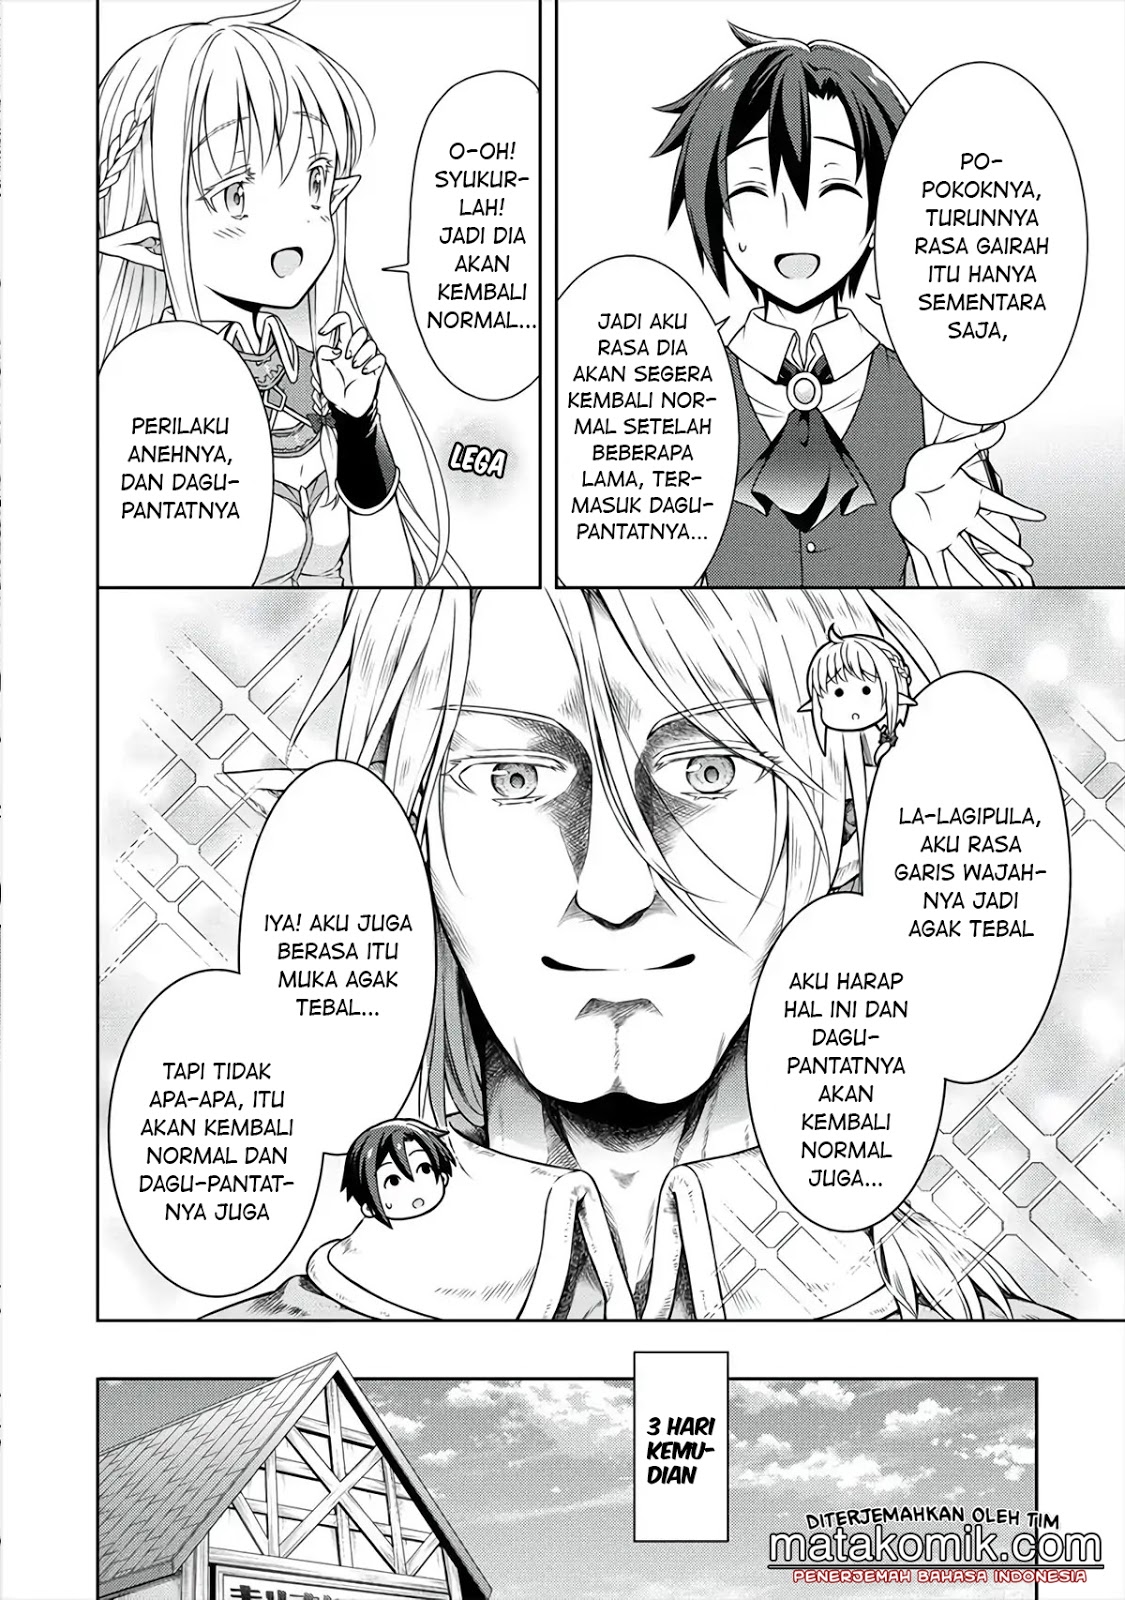 PO-
POKOKNYA,
TURUNNYA
RASA GAIRAH
ITU HANYA
SEMENTARA
SAJA,
JADI AKU
RASA DIA
AKAN SEGERA
KEMBALI NOR-
MAL SETELAH
BEBERAPA
LAMA, TER-
MASUK DAGU-
PANTATNYA...
O-OH!
SYUKUR-
LAH!
JADI DIA
AKAN
KEMBALI
NORMAL...
LEGA
PERILAKU
ANEHNYA,
DAN DAGU-
PANTATNYA
LA-LAGIPULA,
AKU RASA
GARIS WAJAH-
NYA JADI
AGAK TEBAL
AKU HARAP
HAL INI DAN
DAGU-
PANTATNYA
AKAN
KEMBALI
NORMAL
JUGA...
IYA! AKU JUGA
BERASA ITU
MUKA AGAK
TEBAL...
TAPI TIDAK
APA-APA, ITU
AKAN KEMBALI
NORMAL DAN
DAGU-PANTAT-
NYA JUGA
3 HARI
KEMU-
DIAN
DITERJEMAHKAN OLEH TIM
matakomik.com
PENERJEMAH BAHASA INDONESIA